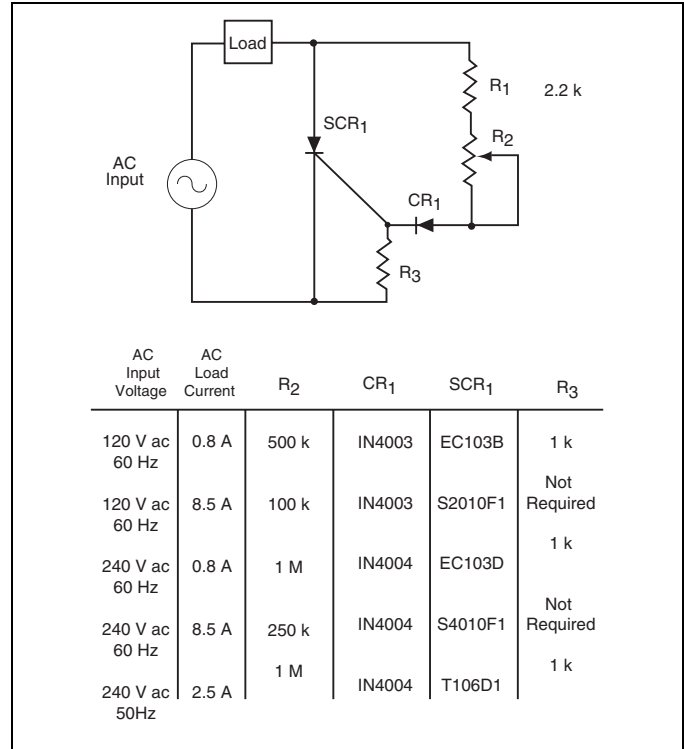 Load
R1
2.2 k
SCR1
R2
AC
Input
CR1
R3
AC
Input
Voltage
AC
Load
Current
R2
CR1
SCR1
R3
120 V ac
60 Hz
0.8 A
500 k
IN4003
EC103B
1 k
120 V ac
60 Hz
8.5 A
100 k
IN4003
S2010F1
Not
Required
240 V ac
60 Hz
0.8 A
1 M
IN4004
EC103D
1 k
240 V ac
60 Hz
8.5 A
250 k
IN4004
S4010F1
Not
Required
240 V ac
50Hz
2.5 A
1 M
IN4004
T106D1
1 k